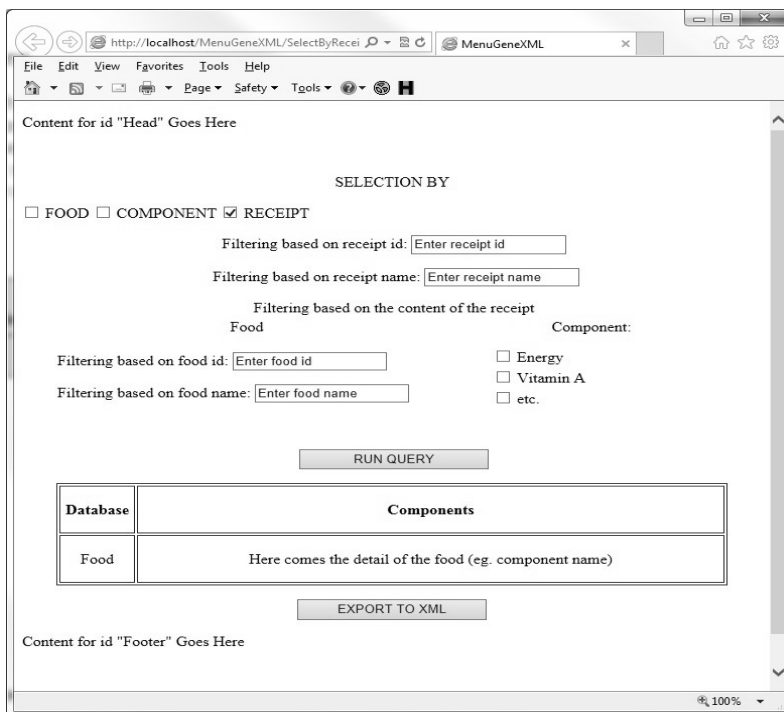 http://localhost/MenuGeneXML/SelectByRecei
MenuGeneXML
File Edit View Favorites Tools Help
Page Safety Tools
Content for id "Head" Goes Here
SELECTION BY
FOOD COMPONENT RECEIPT
Filtering based on receipt id: Enter receipt id
Filtering based on receipt name: Enter receipt name
Filtering based on the content of the receipt
Food Component:
Filtering based on food id: Enter food id
Energy
Vitamin A
Filtering based on food name: Enter food name
etc.
RUN QUERY
Database Components
Food Here comes the detail of the food (eg. component name)
EXPORT TO XML
Content for id "Footer" Goes Here
100%